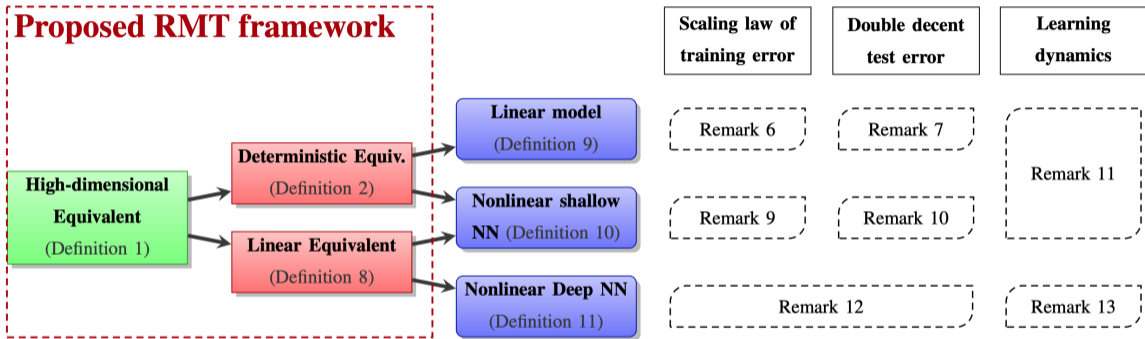 Proposed RMT framework
High-dimensional
Equivalent
(Definition 1)
Deterministic Equiv.
(Definition 2)
Linear Equivalent
(Definition 8)
Linear model
(Definition 9)
Nonlinear shallow
NN (Definition 10)
Nonlinear Deep NN
(Definition 11)
Scaling law of
training error
Double decent
test error
Learning
dynamics
Remark 6
Remark 7
Remark 11
Remark 9
Remark 10
Remark 12
Remark 13